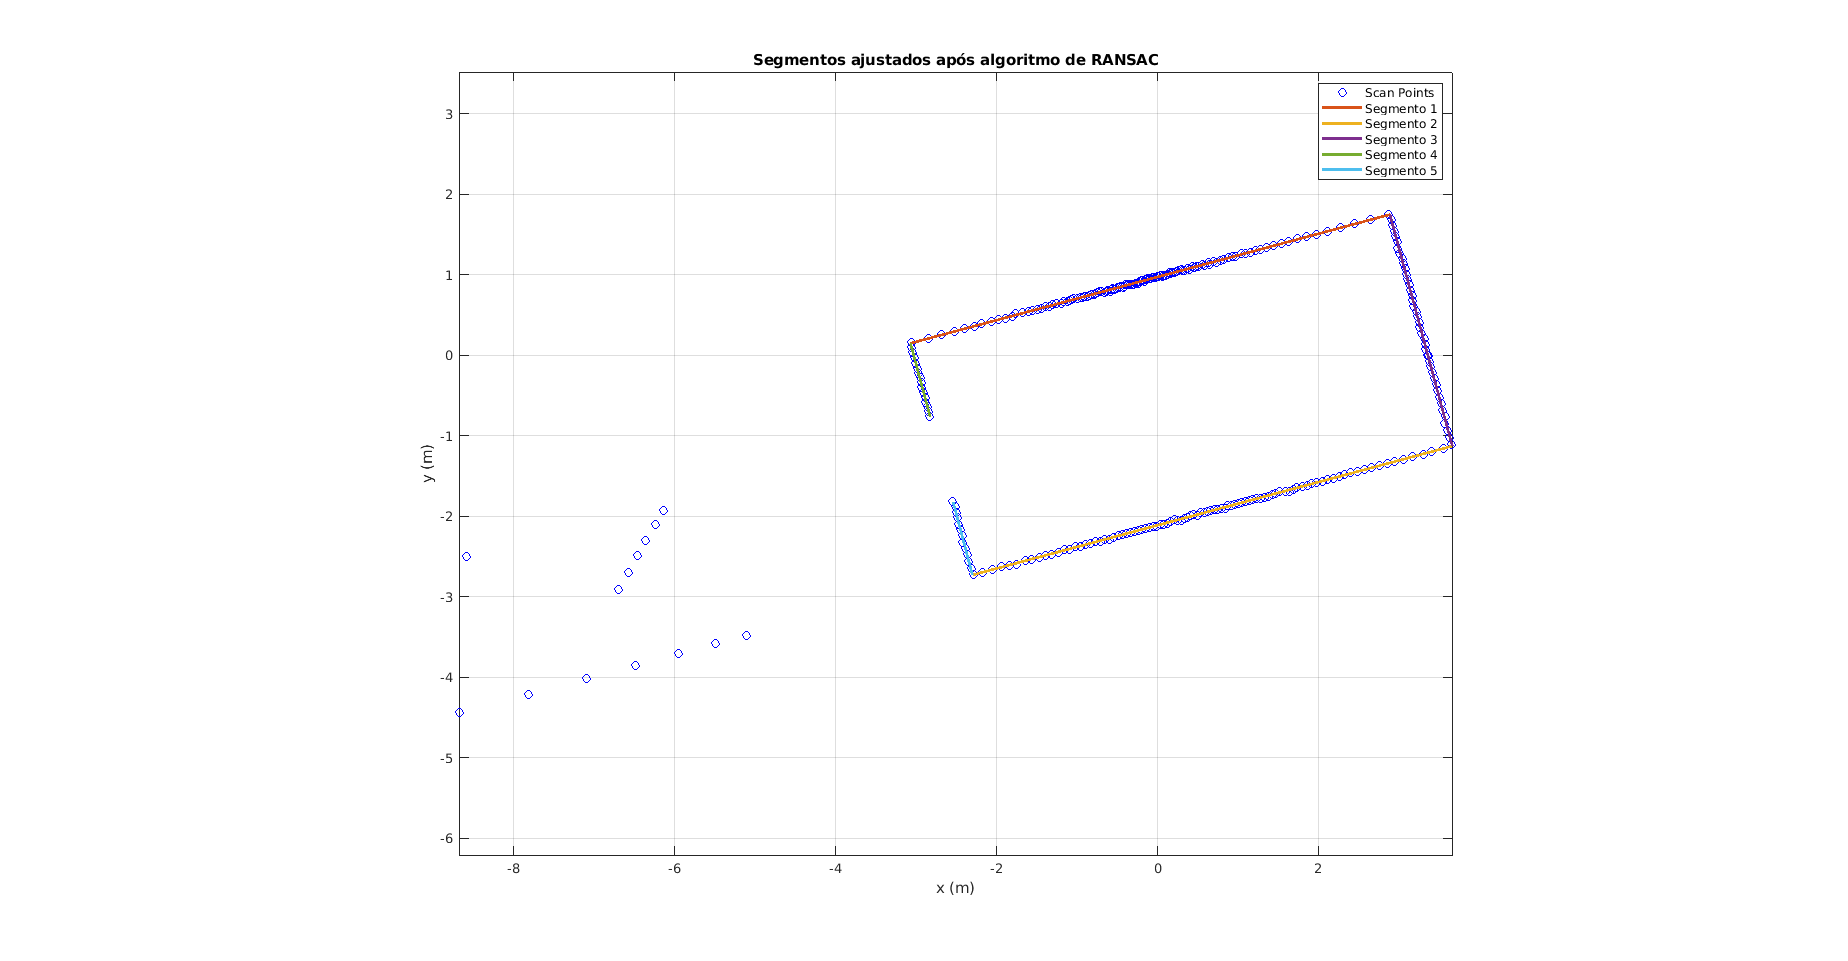 Segmentos ajustados após algoritmo de RANSAC
Scan Points
Segmento 1
Segmento 2
Segmento 3
Segmento 4
Segmento 5
3
2
1
0
-1
-2
-3
-4
-5
-6
y (m)
-8
-6
-4
-2
0
2
x (m)